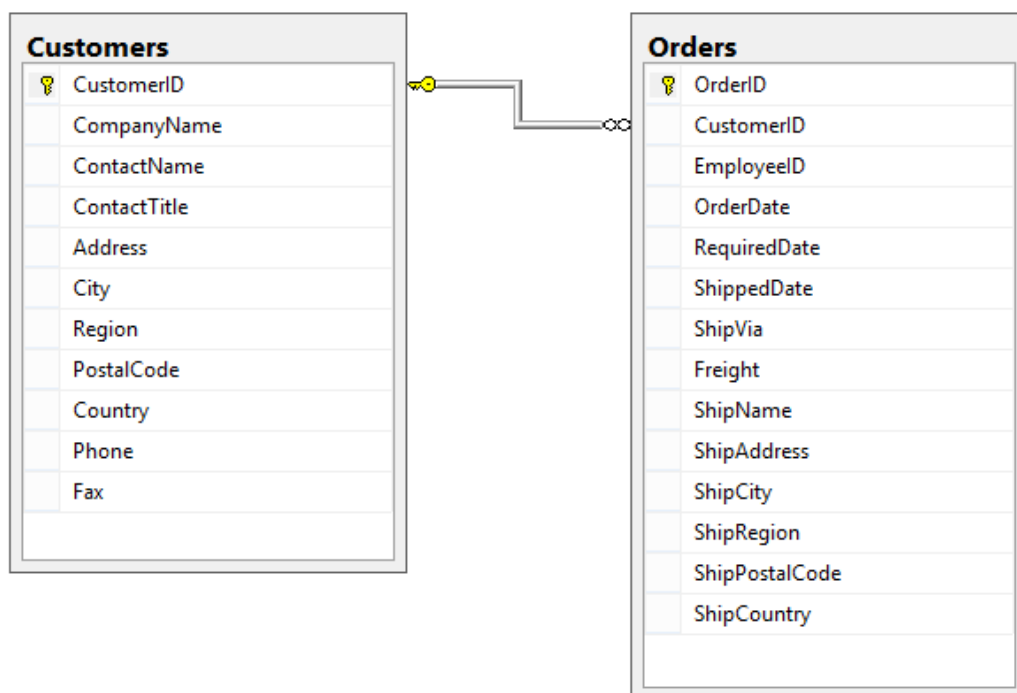 Customers
CustomerID
CompanyName
ContactName
ContactTitle
Address
City
Region
PostalCode
Country
Phone
Fax
Orders
OrderID
CustomerID
EmployeeID
OrderDate
RequiredDate
ShippedDate
ShipVia
Freight
ShipName
ShipAddress
ShipCity
ShipRegion
ShipPostalCode
ShipCountry